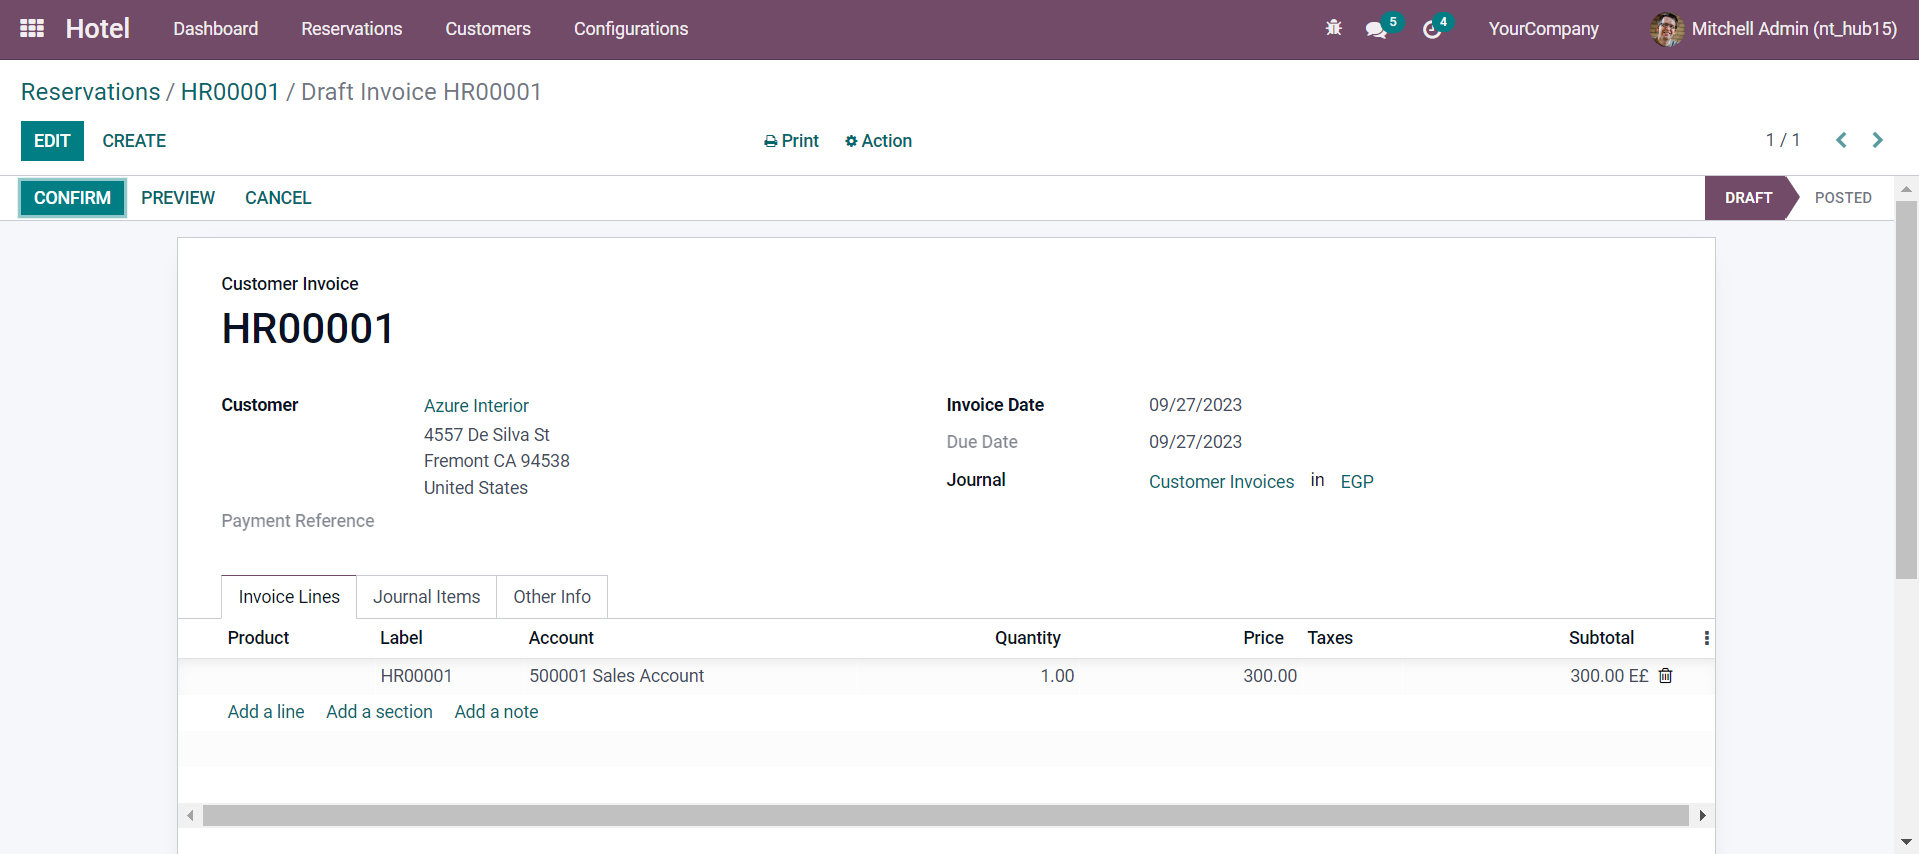 Hotel Dashboard Reservations Customers Configurations 5 4 YourCompany Mitchell Admin (nt_hub15)
Reservations / HR00001 / Draft Invoice HR00001
EDIT CREATE Print Action 1 / 1
CONFIRM PREVIEW CANCEL DRAFT POSTED
Customer Invoice
HR00001
Customer Azure Interior Invoice Date 09/27/2023
4557 De Silva St
Due Date 09/27/2023
Fremont CA 94538
Journal Customer Invoices in EGP
United States
Payment Reference
Invoice Lines Journal Items Other Info
Product Label Account Quantity Price Taxes Subtotal
HR00001 500001 Sales Account 1.00 300.00 300.00 E£
Add a line Add a section Add a note